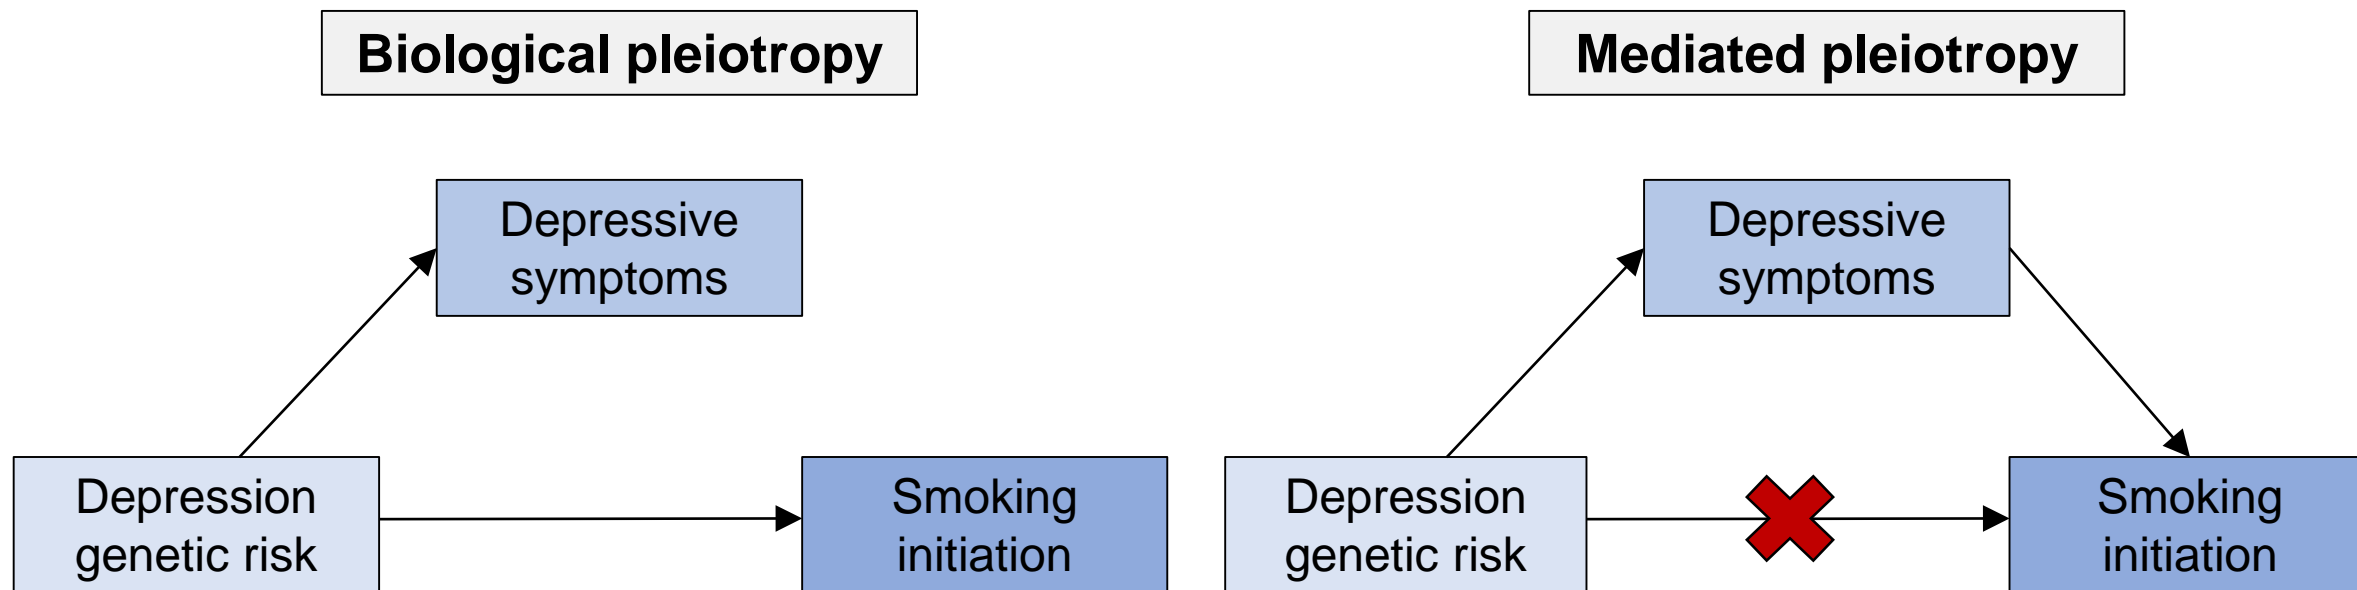 Biological pleiotropy
Depressive
symptoms
Depression
genetic risk
Smoking
initiation
Mediated pleiotropy
Depressive
symptoms
Depression
genetic risk
Smoking
initiation